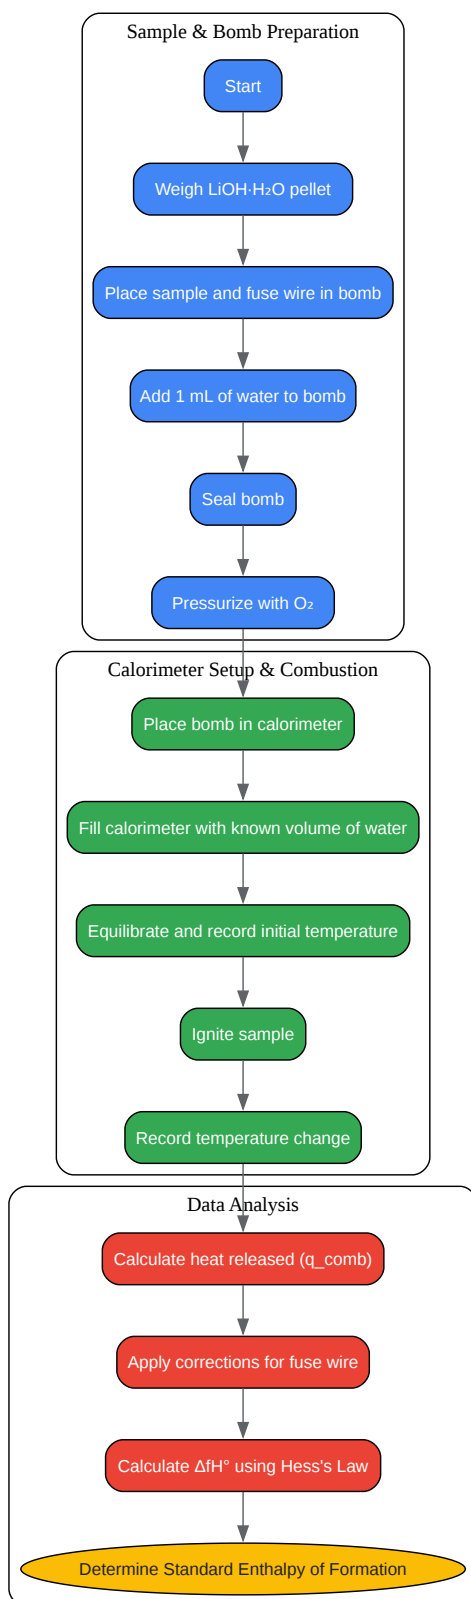 Sample & Bomb Preparation
Start
Weigh LiOH·H₂O pellet
Place sample and fuse wire in bomb
Add 1 mL of water to bomb
Seal bomb
Pressurize with O₂
Calorimeter Setup & Combustion
Place bomb in calorimeter
Fill calorimeter with known volume of water
Equilibrate and record initial temperature
Ignite sample
Record temperature change
Data Analysis
Calculate heat released (q_comb)
Apply corrections for fuse wire
Calculate ΔfH° using Hess's Law
Determine Standard Enthalpy of Formation